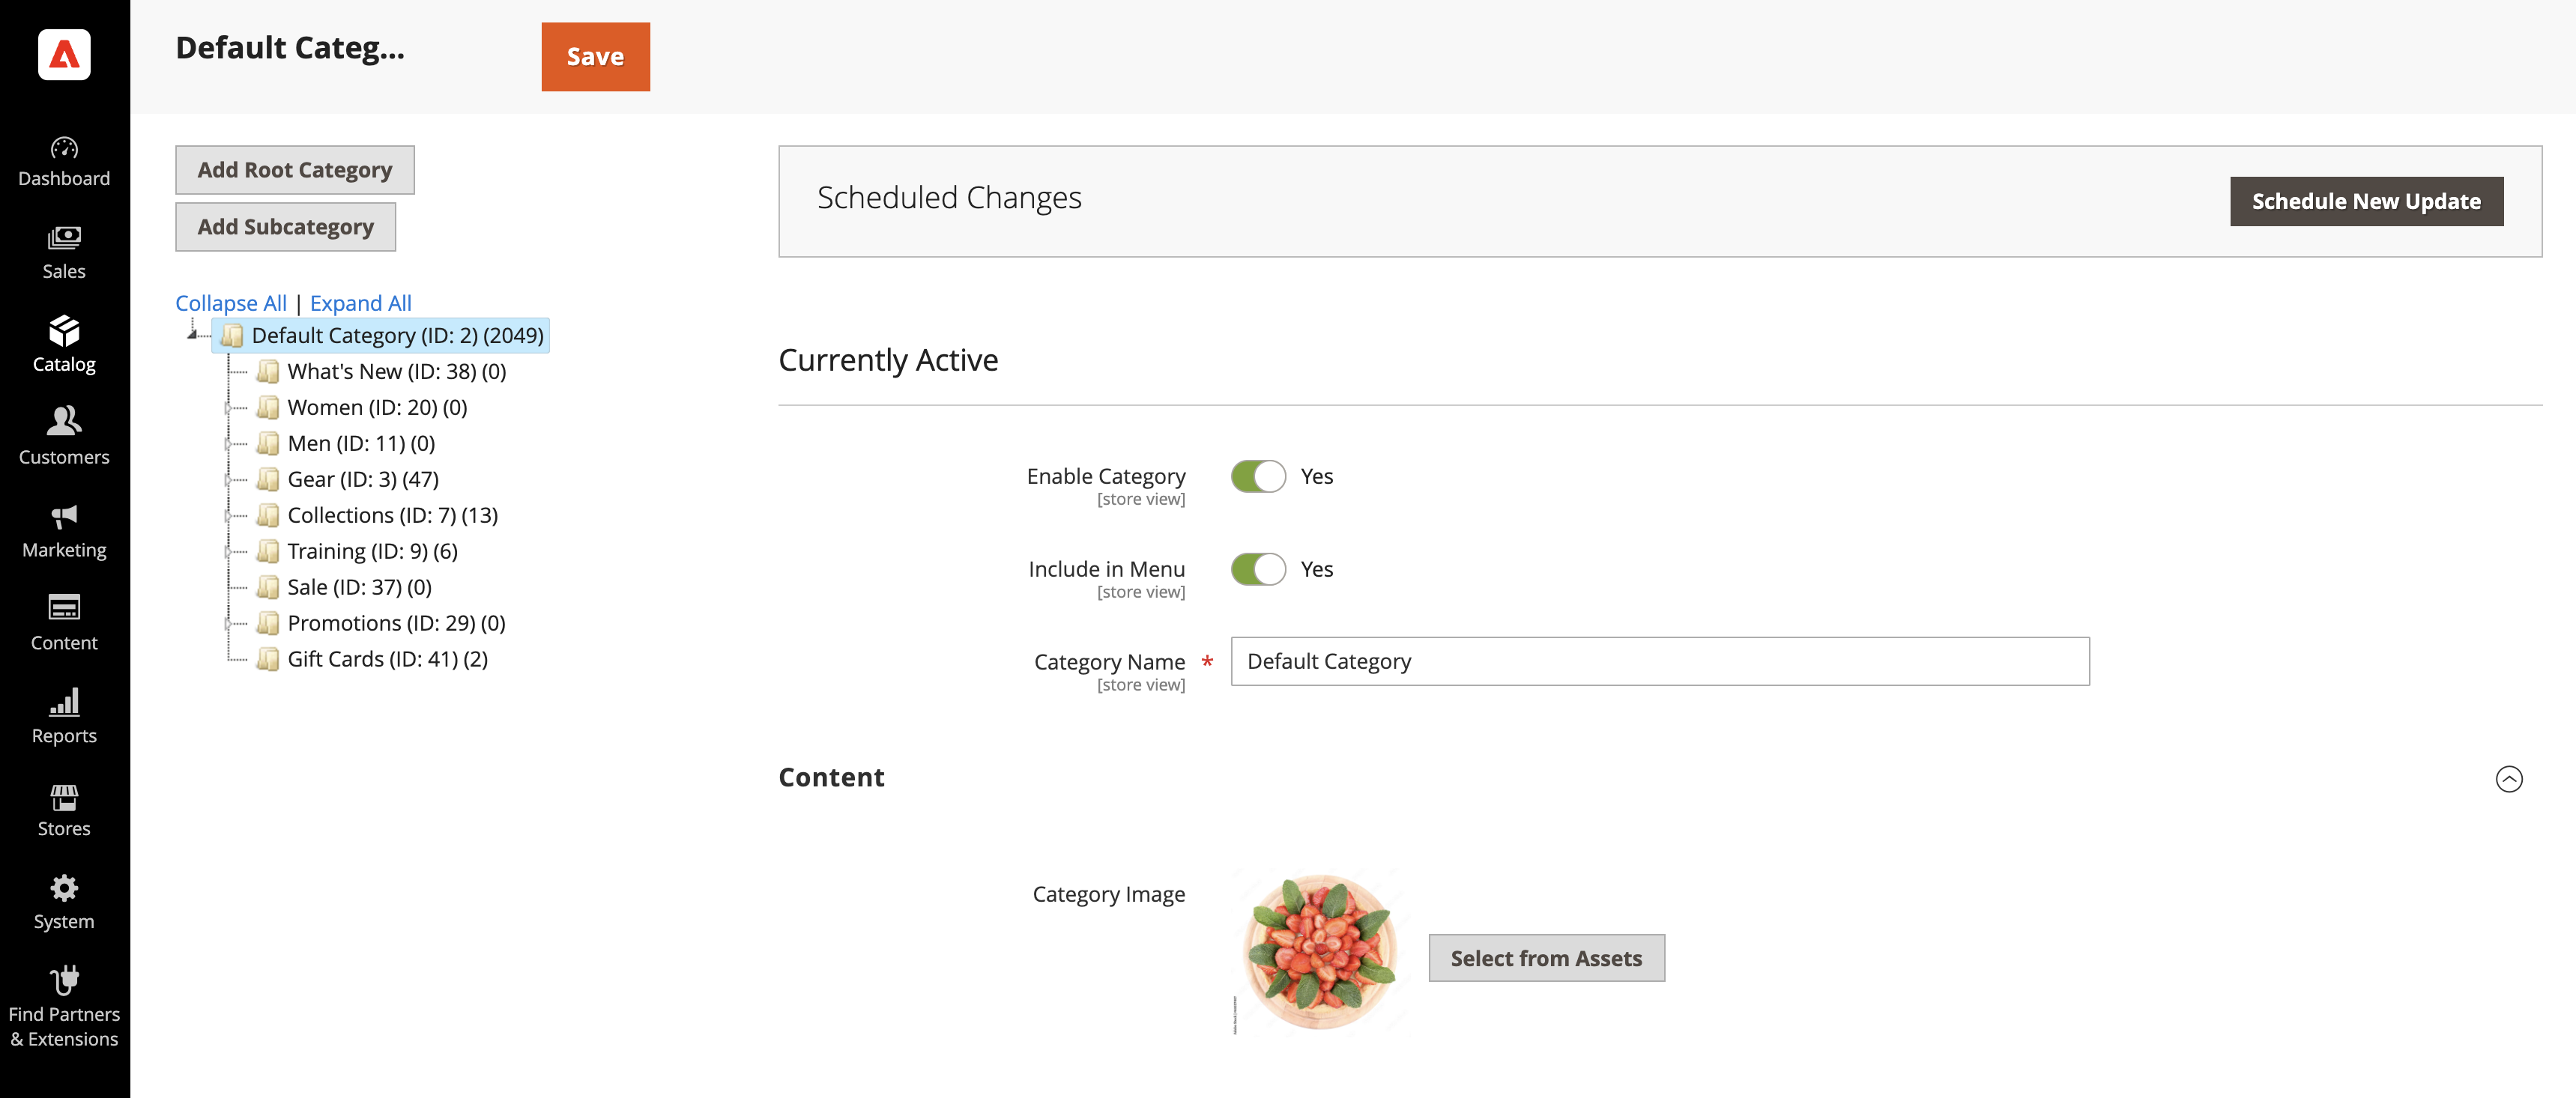 Default Categ...
Save
Dashboard
Sales
Catalog
Customers
Marketing
Content
Reports
Stores
System
Find Partners
& Extensions
Add Root Category
Add Subcategory
Collapse All | Expand All
Default Category (ID: 2) (2049)
What's New (ID: 38) (0)
Women (ID: 20) (0)
Men (ID: 11) (0)
Gear (ID: 3) (47)
Collections (ID: 7) (13)
Training (ID: 9) (6)
Sale (ID: 37) (0)
Promotions (ID: 29) (0)
Gift Cards (ID: 41) (2)
Scheduled Changes
Schedule New Update
Currently Active
Enable Category
[store view]
Yes
Include in Menu
[store view]
Yes
Category Name *
[store view]
Default Category
Content
Category Image
Select from Assets